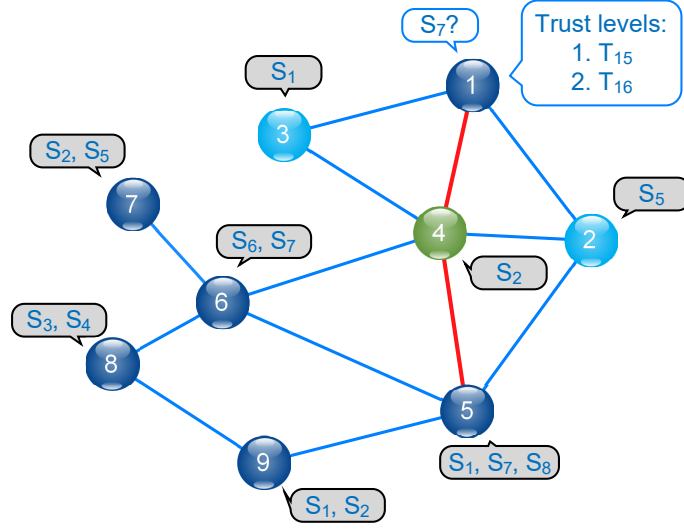 S₇?
Trust levels:
1. T₁₅
2. T₁₆
1
S₁
3
S₂, S₅
7
S₅
4
2
S₆, S₇
S₂
6
S₃, S₄
8
5
S₁, S₇, S₈
9
S₁, S₂